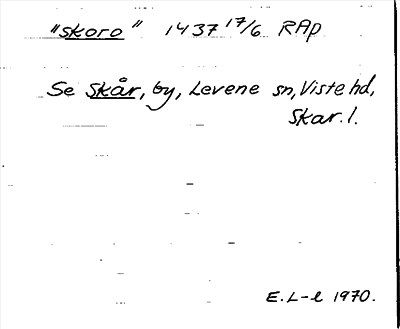 "Skoro" 1437 17/6 RAp
Se Skår, by, Levene sn, Viste hd,
Skar. l.
E. L-l 1970.